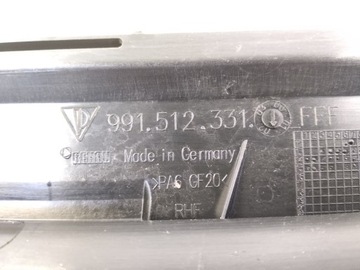 991.512.331. FFF
Made in Germany
>PA6 GF20<
RHF